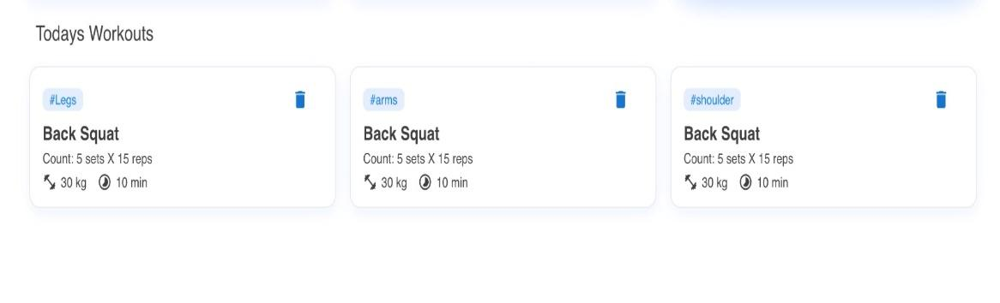 Todays Workouts
#Legs
Back Squat
Count: 5 sets X 15 reps
30 kg 10 min
#arms
Back Squat
Count: 5 sets X 15 reps
30 kg 10 min
#shoulder
Back Squat
Count: 5 sets X 15 reps
30 kg 10 min